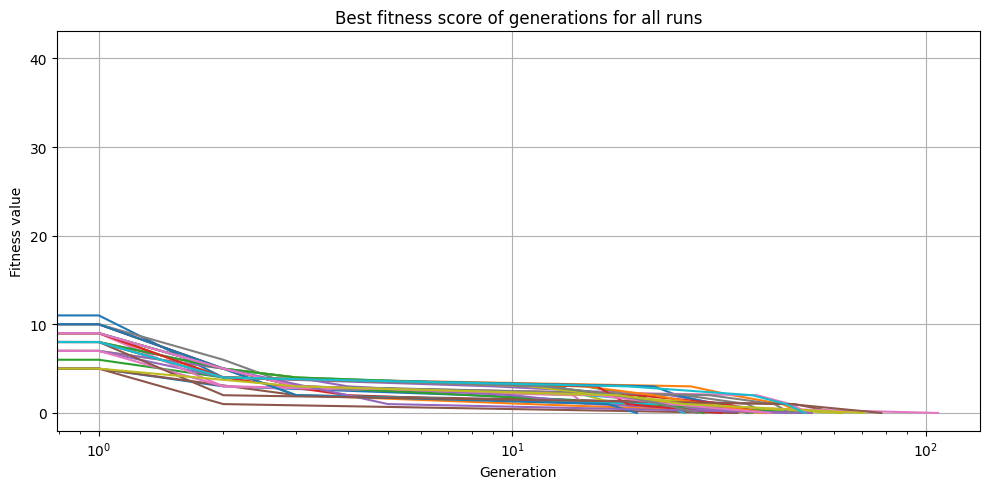 Best fitness score of generations for all runs
Fitness value
40
30
20
10
0
10⁰
10¹
10²
Generation